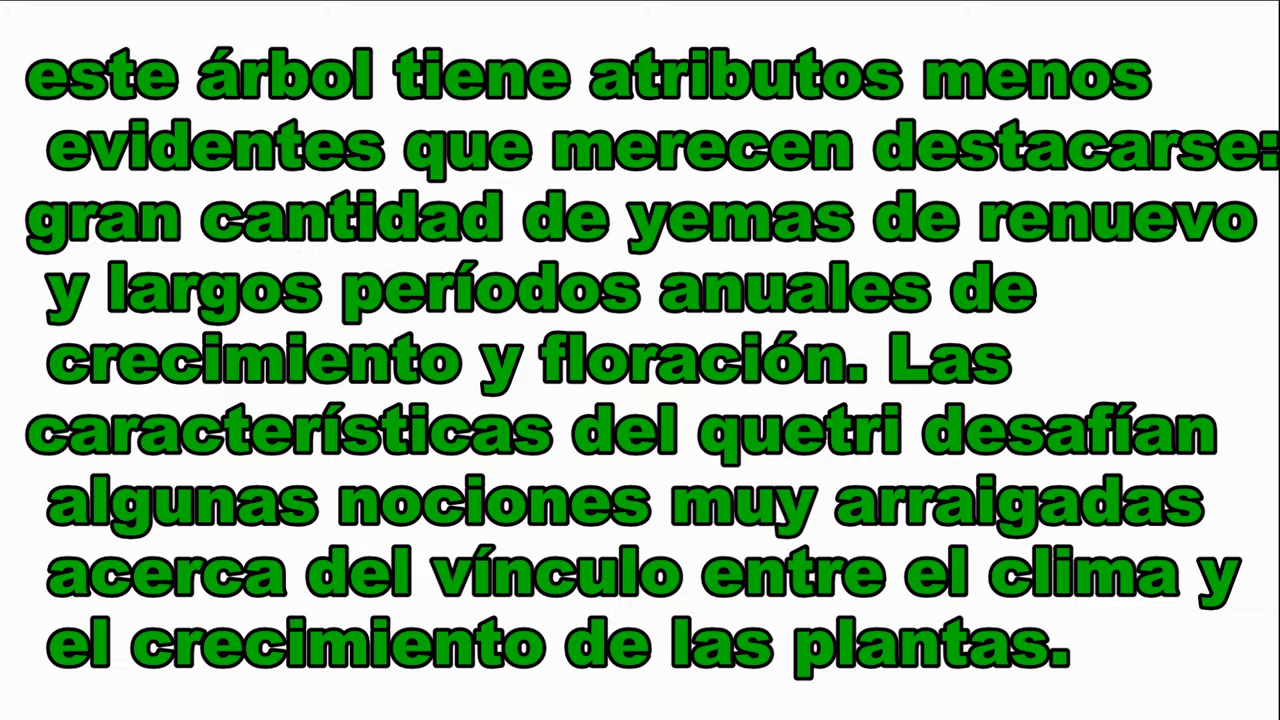 este árbol tiene atributos menos
evidentes que merecen destacarse:
gran cantidad de yemas de renuevo
y largos períodos anuales de
crecimiento y floración. Las
características del quetri desafían
algunas nociones muy arraigadas
acerca del vínculo entre el clima y
el crecimiento de las plantas.